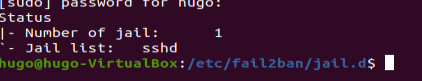 [sudo] password for hugo:
Status
|- Number of jail:      1
`- Jail list:   sshd
hugo@hugo-VirtualBox:/etc/fail2ban/jail.d$